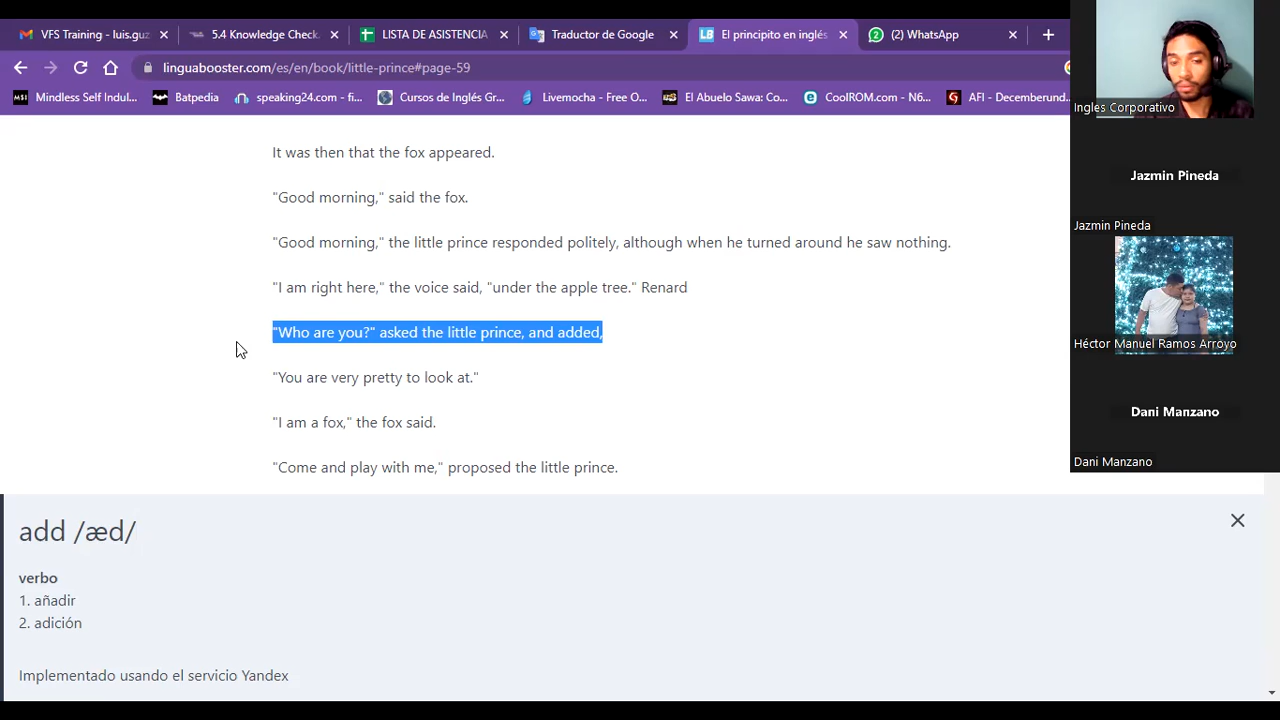 VFS Training - luis.guz
5.4 Knowledge Check.
LISTA DE ASISTENCIA
Traductor de Google
El principito en inglés
(2) WhatsApp
linguabooster.com/es/en/book/little-prince#page-59
Mindless Self Indul...
Batpedia
speaking24.com - fi...
Cursos de Inglés-sir...
Livemocha - Free O...
El Abuelo Sawa: Co...
CoolROM.com - N6...
AFI - Decemberund...
It was then that the fox appeared.
"Good morning," said the fox.
"Good morning," the little prince responded politely, although when he turned around he saw nothing.
"I am right here," the voice said, "under the apple tree." Renard
"Who are you?" asked the little prince, and added,
"You are very pretty to look at."
"I am a fox," the fox said.
"Come and play with me," proposed the little prince.
add /æd/
verbo
1. añadir
2. adición
Implementado usando el servicio Yandex
Ingles Corporativo
Jazmin Pineda
Jazmin Pineda
Héctor Manuel Ramos Arroyo
Dani Manzano
Dani Manzano